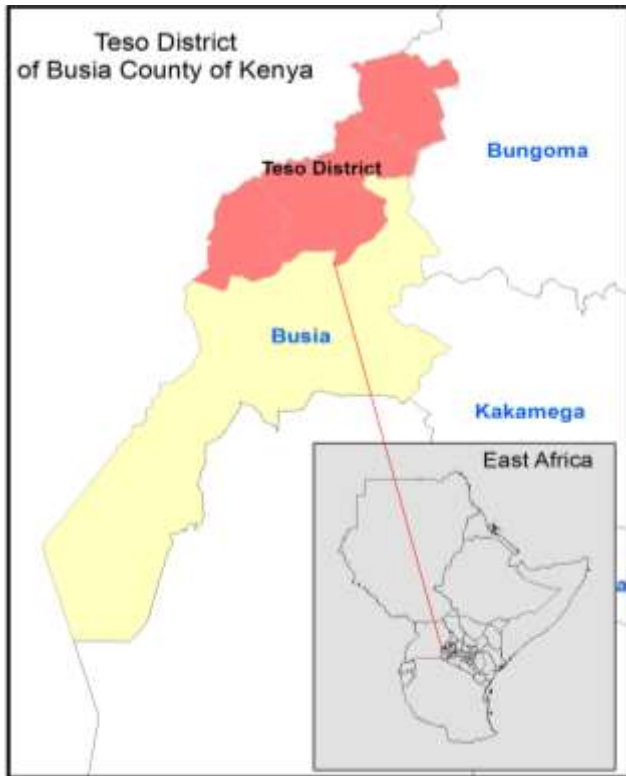 Teso District
of Busia County of Kenya
Bungoma
Teso District
Busia
Kakamega
East Africa
a